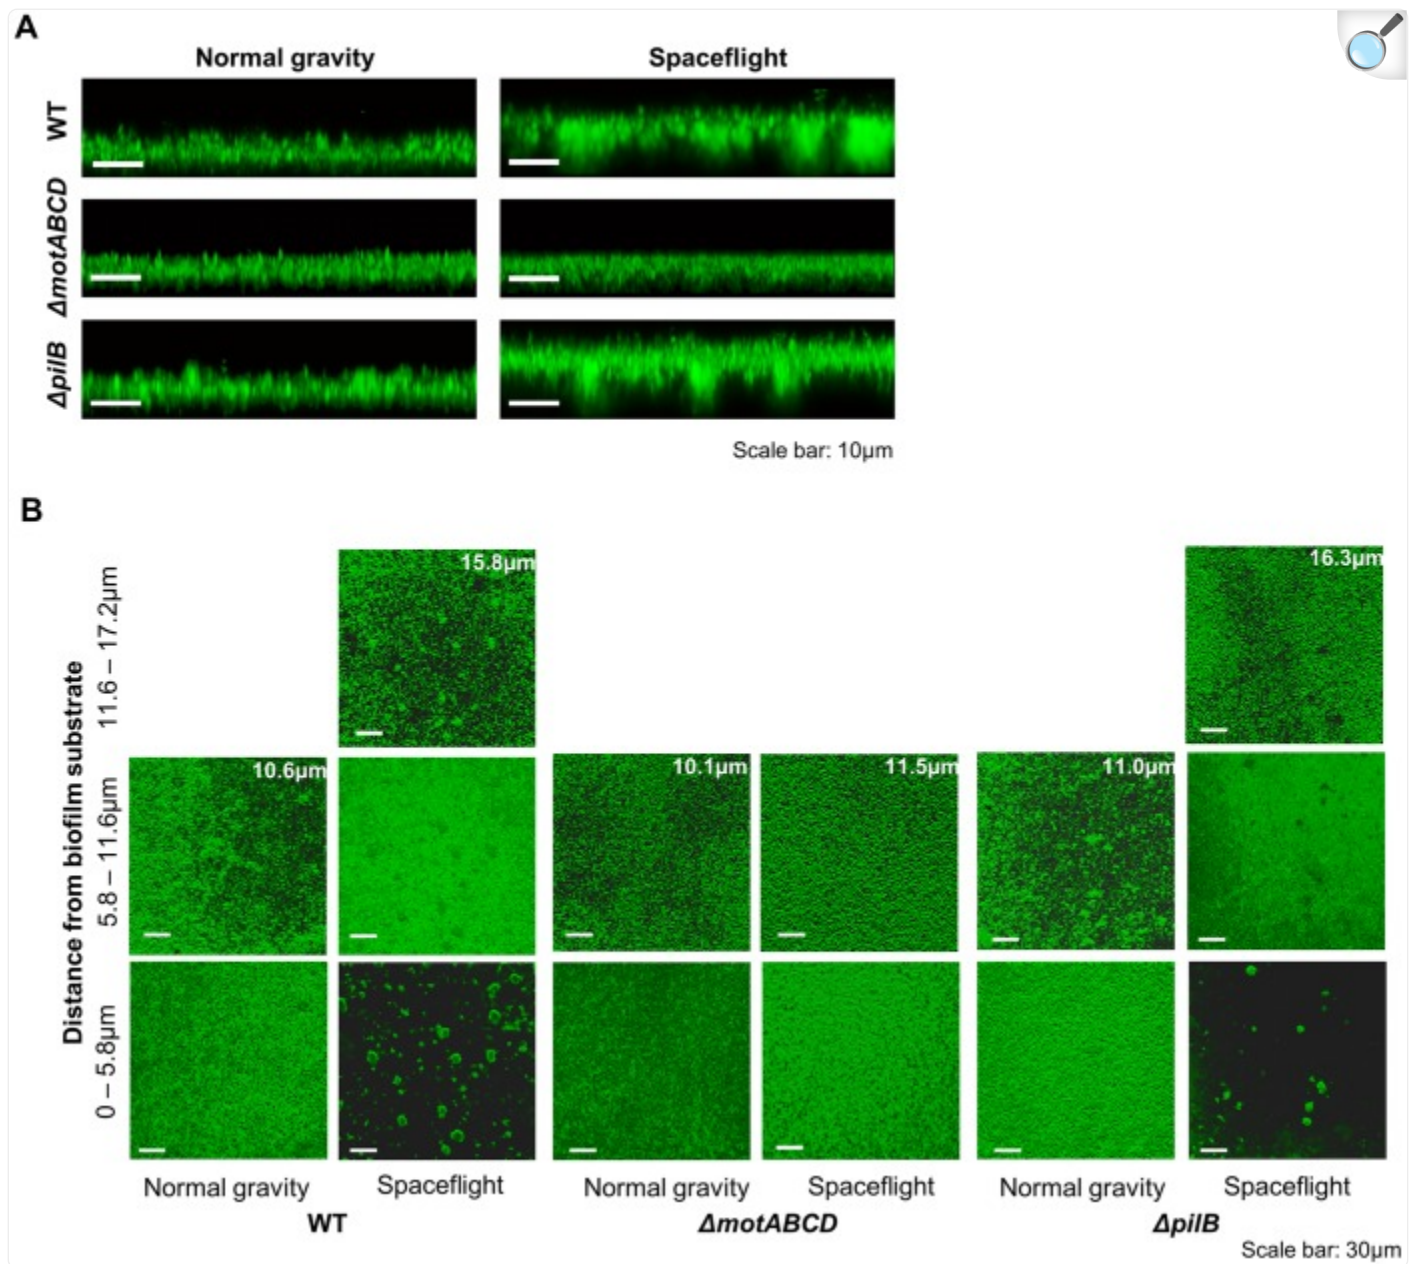 A
Normal gravity
Spaceflight
WT
ΔmotABCD
ΔpilB
Scale bar: 10µm
B
Distance from biofilm substrate
11.6 – 17.2µm
5.8 – 11.6µm
0 – 5.8µm
15.8µm
16.3µm
10.6µm
10.1µm
11.5µm
11.0µm
Normal gravity
Spaceflight
Normal gravity
Spaceflight
Normal gravity
Spaceflight
WT
ΔmotABCD
ΔpilB
Scale bar: 30µm